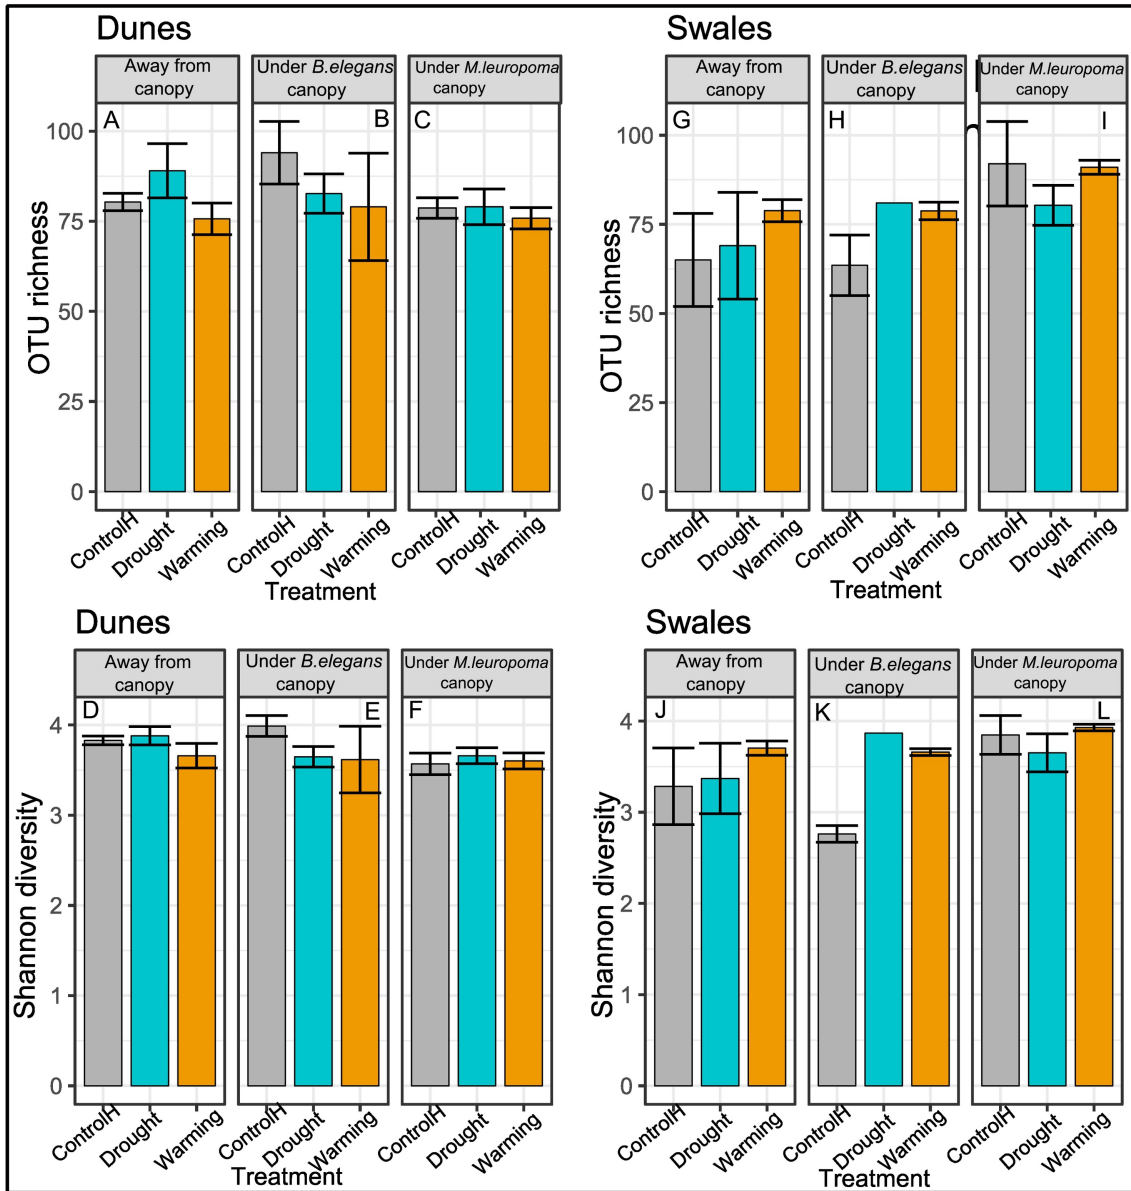 Dunes
Away from
canopy
Under B.elegans
canopy
Under M.leuropoma
canopy
A
B
C
OTU richness
100
75
50
25
0
ControlH
Drought
Warming
ControlH
Drought
Warming
ControlH
Drought
Warming
Treatment
Swales
Away from
canopy
Under B.elegans
canopy
Under M.leuropoma
canopy
G
H
I
OTU richness
100
75
50
25
0
ControlH
Drought
Warming
ControlH
Drought
Warming
ControlH
Drought
Warming
Treatment
Dunes
Away from
canopy
Under B.elegans
canopy
Under M.leuropoma
canopy
D
E
F
Shannon diversity
4
3
2
1
0
ControlH
Drought
Warming
ControlH
Drought
Warming
ControlH
Drought
Warming
Treatment
Swales
Away from
canopy
Under B.elegans
canopy
Under M.leuropoma
canopy
J
K
L
Shannon diversity
4
3
2
1
0
ControlH
Drought
Warming
ControlH
Drought
Warming
ControlH
Drought
Warming
Treatment